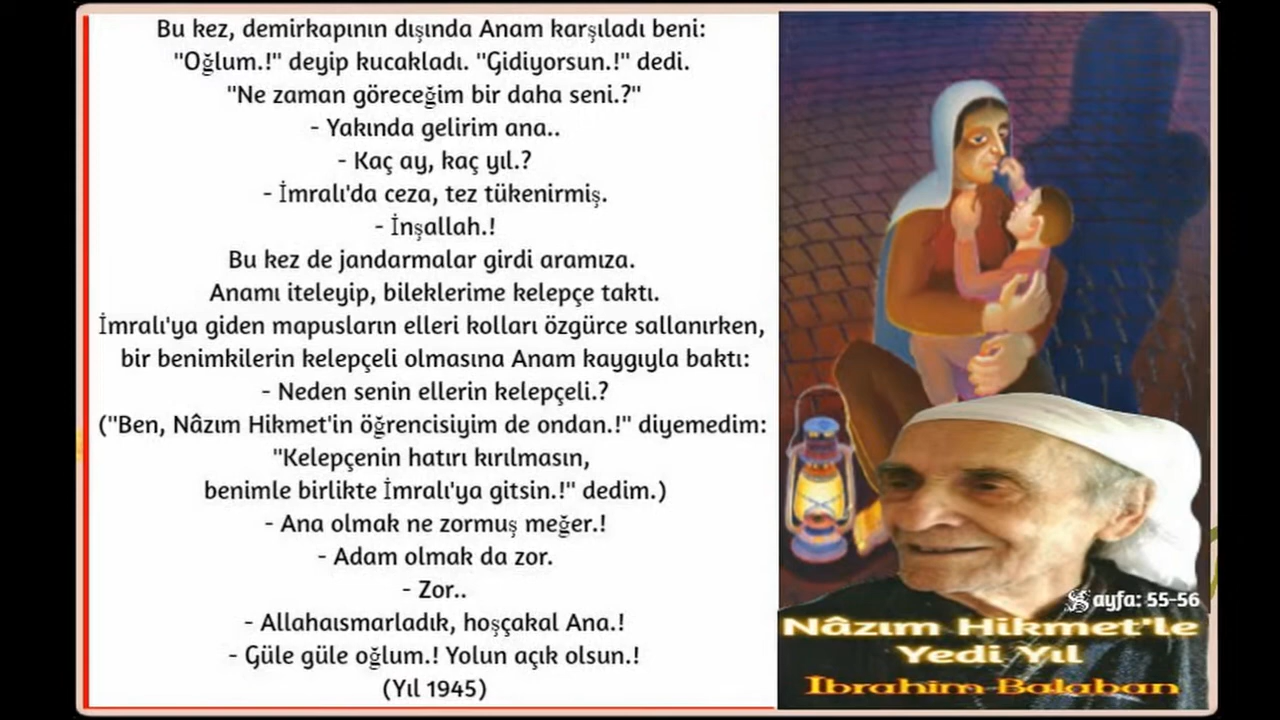 Bu kez, demirkapının dışında Anam karşıladı beni:
"Oğlum.!" deyip kucakladı. "Gidiyorsun.!" dedi.
"Ne zaman göreceğim bir daha seni.?"
- Yakında gelirim ana..
- Kaç ay, kaç yıl.?
- İmralı'da ceza, tez tükenirmiş.
- İnşallah.!
Bu kez de jandarmalar girdi aramıza.
Anamı iteleyip, bileklerime kelepçe taktı.
İmralı'ya giden mapusların elleri kolları özgürce sallanırken,
bir benimkilerin kelepçeli olmasına Anam kaygıyla baktı:
- Neden senin ellerin kelepçeli.?
("Ben, Nâzım Hikmet'in öğrencisiyim de ondan.!" diyemedim:
"Kelepçenin hatırı kırılmasın,
benimle birlikte İmralı'ya gitsin.!" dedim.)
- Ana olmak ne zormuş meğer.!
- Adam olmak da zor.
- Zor..
- Allahaısmarladık, hoşçakal Ana.!
- Güle güle oğlum.! Yolun açık olsun.!
(Yıl 1945)
Sayfa: 55-56
Nâzım Hikmet'le
Yedi Yıl
İbrahim Balaban